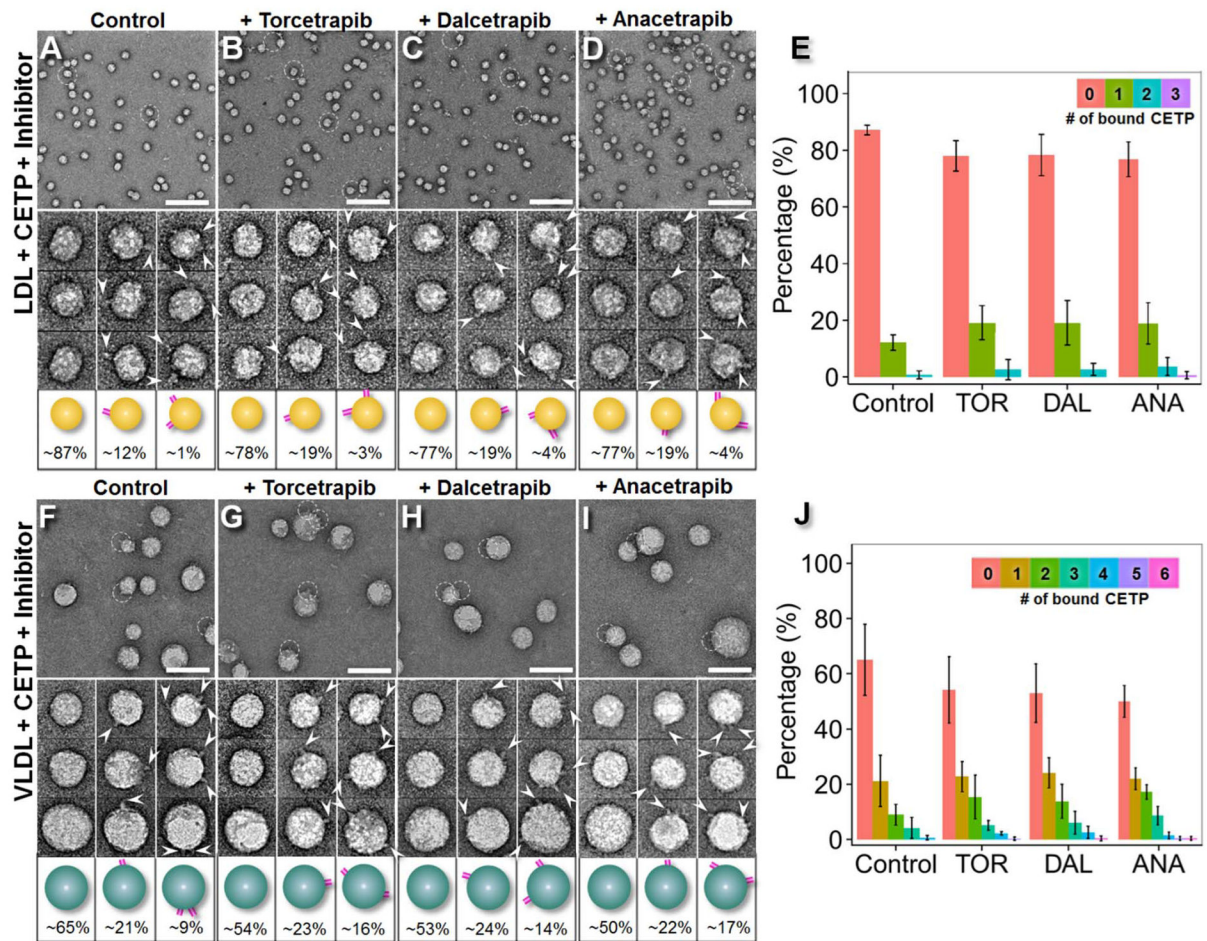 Control + Torcetrapib + Dalcetrapib + Anacetrapib
A B C D E
LDL + CETP + Inhibitor
~87% ~12% ~1% ~78% ~19% ~3% ~77% ~19% ~4% ~77% ~19% ~4%
Percentage (%)
100
80
60
40
20
0
0 1 2 3
# of bound CETP
Control TOR DAL ANA
Control + Torcetrapib + Dalcetrapib + Anacetrapib
F G H I J
VLDL + CETP + Inhibitor
~65% ~21% ~9% ~54% ~23% ~16% ~53% ~24% ~14% ~50% ~22% ~17%
Percentage (%)
100
80
60
40
20
0
0 1 2 3 4 5 6
# of bound CETP
Control TOR DAL ANA